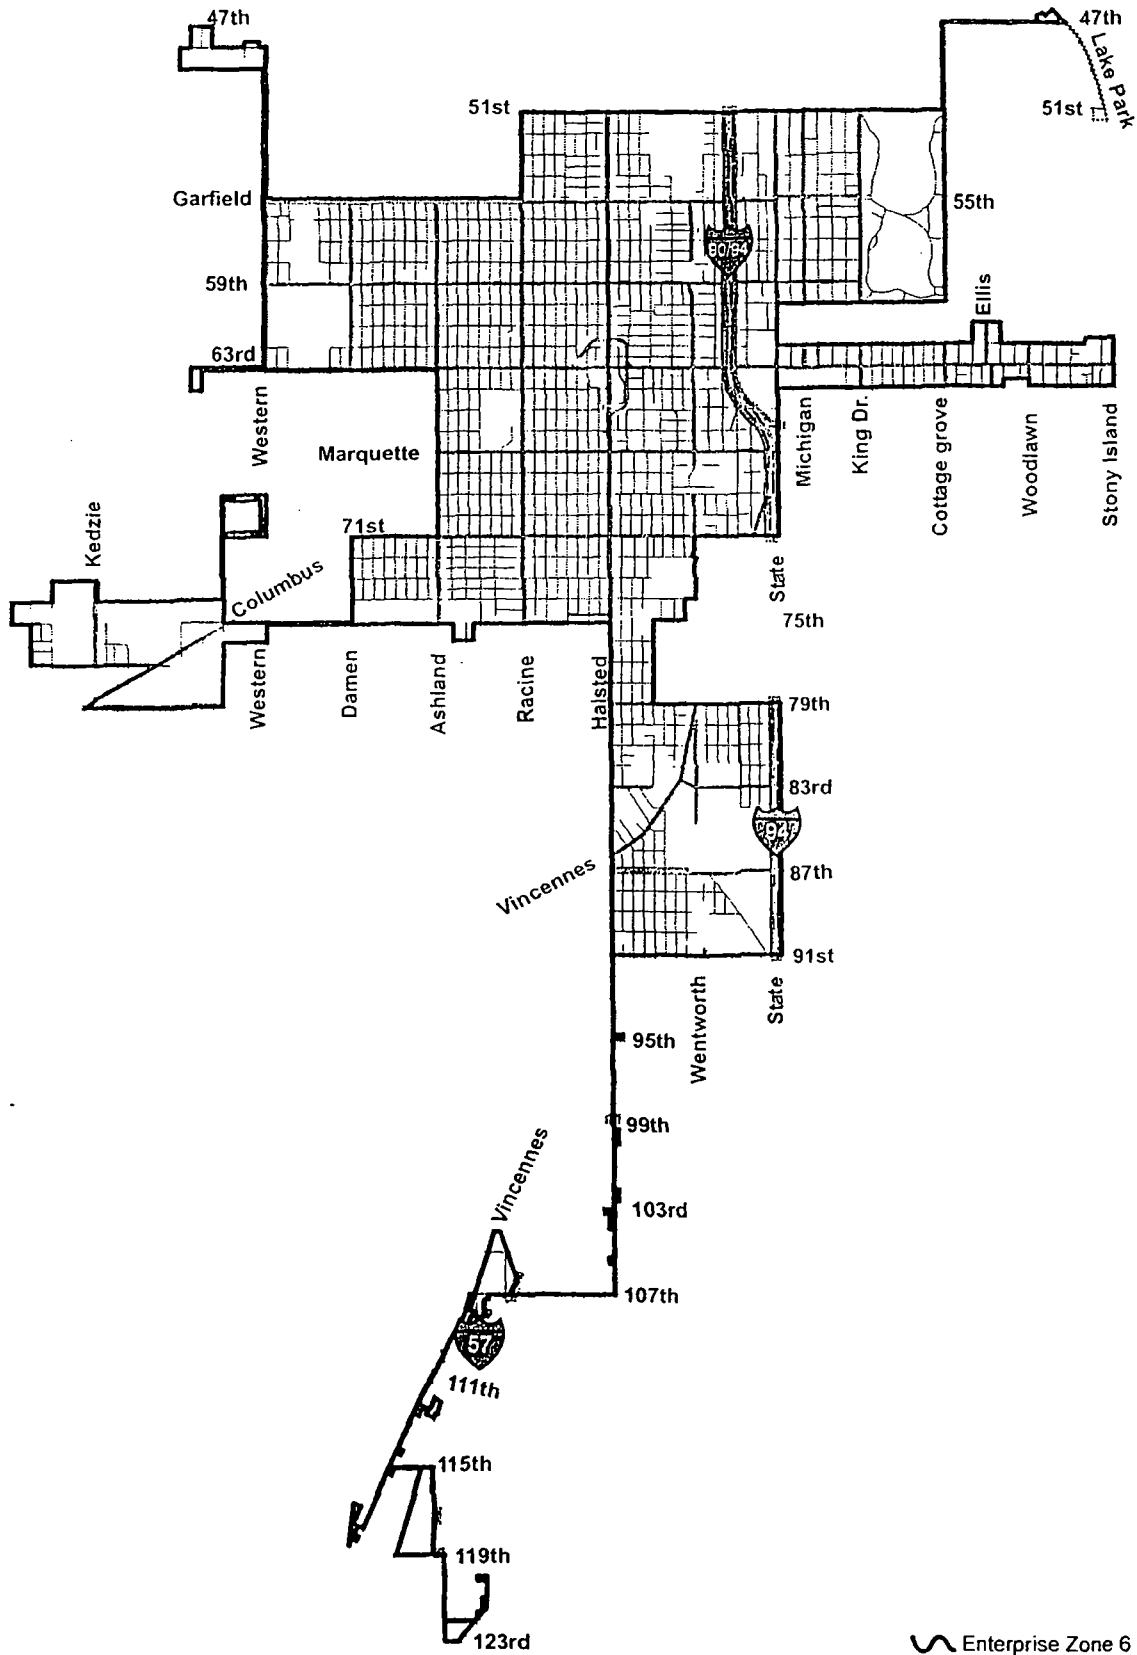 47th
47th
Lake Park
51st
51st
Garfield
55th
80/94
59th
Ellis
63rd
Western
Marquette
Michigan
King Dr.
Cottage grove
Woodlawn
Stony Island
Kedzie
71st
Columbus
State
75th
Western
Damen
Ashland
Racine
Halsted
79th
83rd
94
87th
Vincennes
91st
Wentworth
State
95th
99th
Vincennes
103rd
107th
57
111th
115th
119th
123rd
Enterprise Zone 6